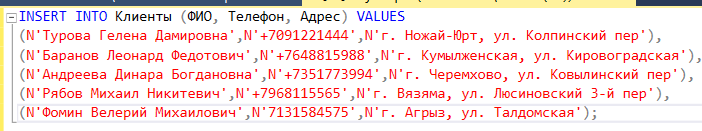 INSERT INTO Клиенты (ФИО, Телефон, Адрес) VALUES
(N'Турова Гелена Дамировна',N'+7091221444',N'г. Ножай-Юрт, ул. Колпинский пер'),
(N'Баранов Леонард Федотович',N'+7648815988',N'г. Кумылженская, ул. Кировоградская'),
(N'Андреева Динара Богдановна',N'+7351773994',N'г. Черемхово, ул. Ковылинский пер'),
(N'Рябов Михаил Никитевич',N'+7968115565',N'г. Вязяма, ул. Люсиновский 3-й пер'),
(N'Фомин Велерий Михаилович',N'7131584575',N'г. Агрыз, ул. Талдомская');